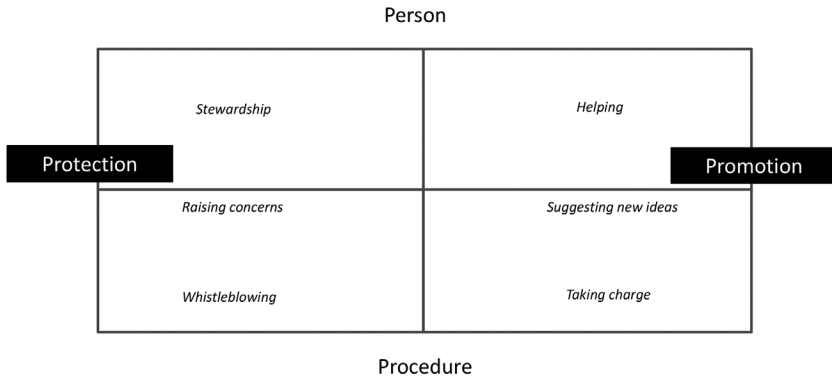 Person
Stewardship
Helping
Protection
Promotion
Raising concerns
Suggesting new ideas
Whistleblowing
Taking charge
Procedure